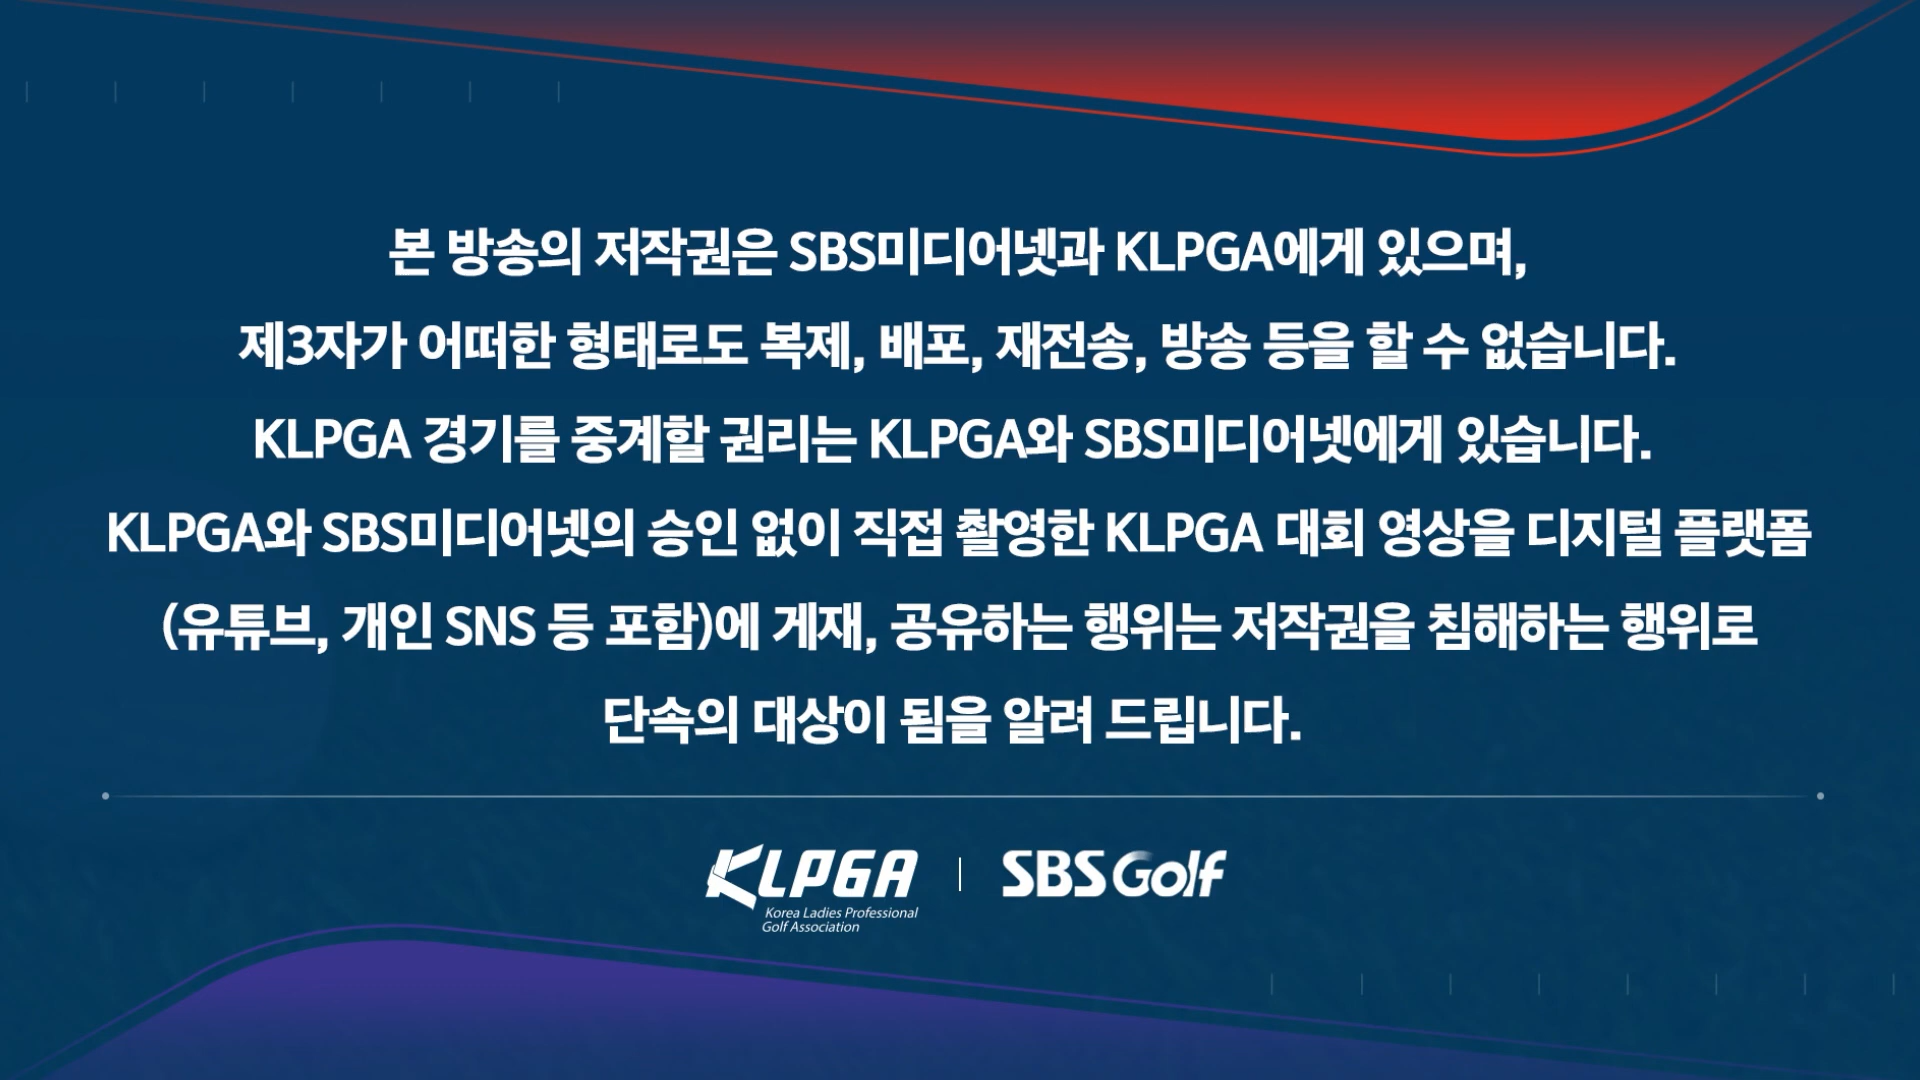 본 방송의 저작권은 SBS미디어넷과 KLPGA에게 있으며,
제3자가 어떠한 형태로도 복제, 배포, 재전송, 방송 등을 할 수 없습니다.
KLPGA 경기를 중계할 권리는 KLPGA와 SBS미디어넷에게 있습니다.
KLPGA와 SBS미디어넷의 승인 없이 직접 촬영한 KLPGA 대회 영상을 디지털 플랫폼
(유튜브, 개인 SNS 등 포함)에 게재, 공유하는 행위는 저작권을 침해하는 행위로
단속의 대상이 됨을 알려 드립니다.
KLPGA
Korea Ladies Professional
Golf Association
SBS Golf